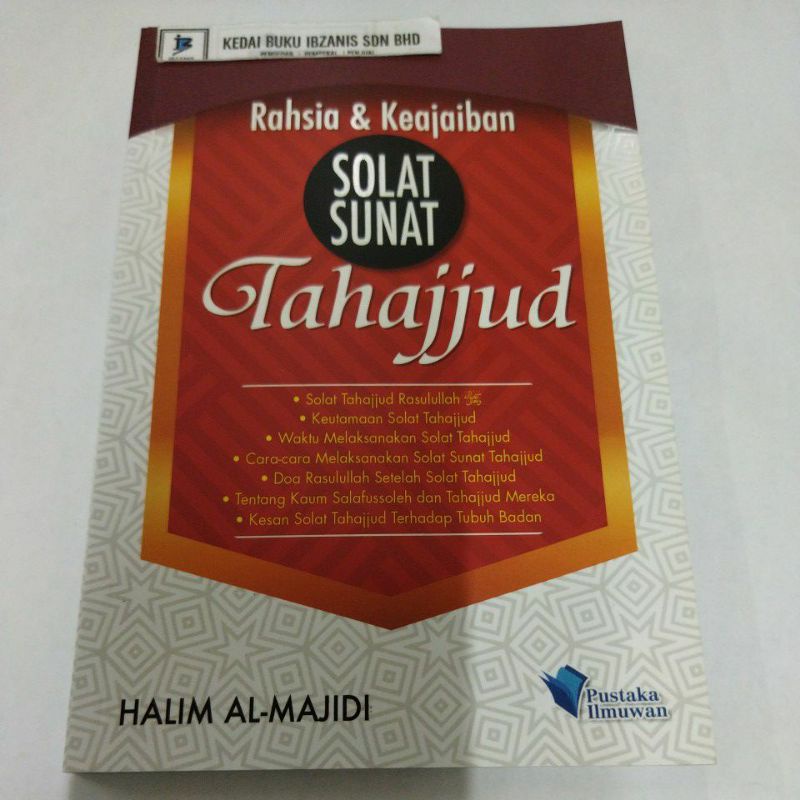 KEDAI BUKU IBZANIS SDN BHD
Rahsia & Keajaiban
SOLAT
SUNAT
Tahajjud
• Solat Tahajjud Rasulullah ﷺ
• Keutamaan Solat Tahajjud
• Waktu Melaksanakan Solat Tahajjud
• Cara-cara Melaksanakan Solat Sunat Tahajjud
• Doa Rasulullah Setelah Solat Tahajjud
• Tentang Kaum Salafussoleh dan Tahajjud Mereka
• Kesan Solat Tahajjud Terhadap Tubuh Badan
HALIM AL-MAJIDI
Pustaka
Ilmuwan